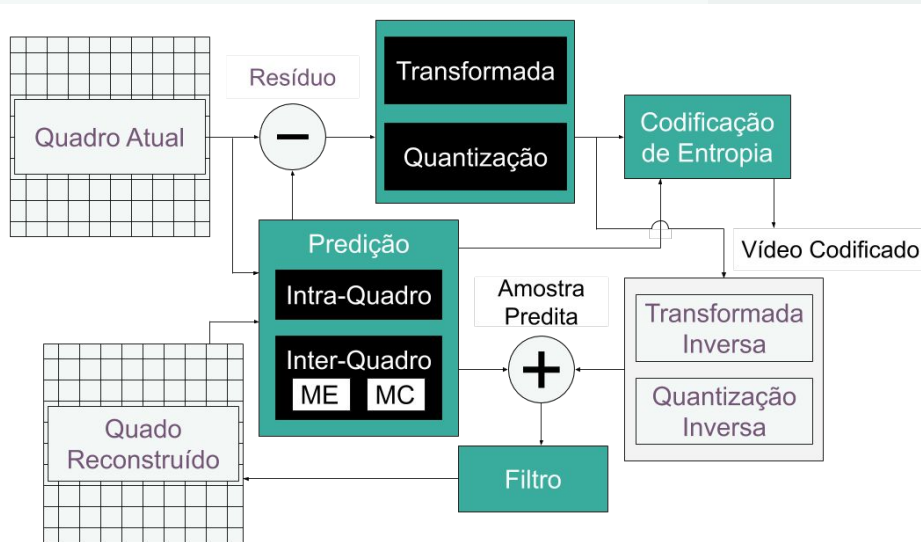 Resíduo
Quadro Atual
Transformada
Quantização
Codificação
de Entropia
Vídeo Codificado
Predição
Intra-Quadro
Inter-Quadro
ME MC
Amostra
Predita
Transformada
Inversa
Quantização
Inversa
Quado
Reconstruído
Filtro